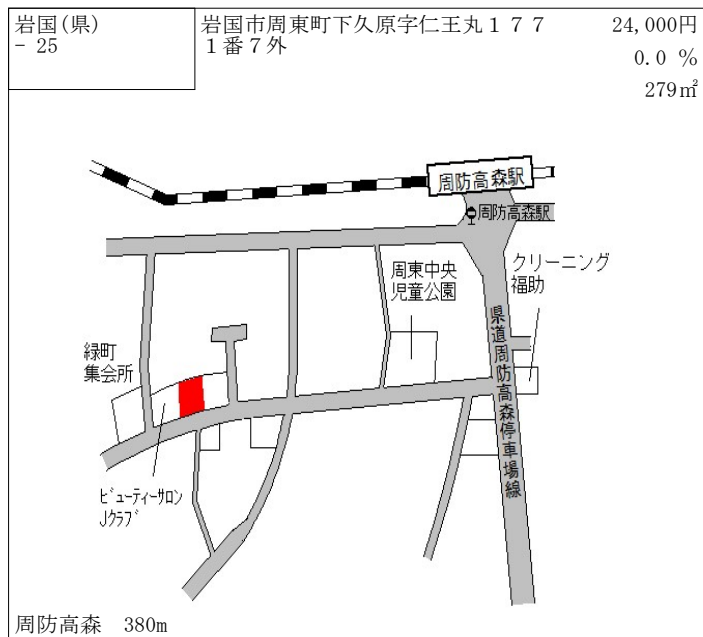 岩国(県)
- 25
岩国市周東町下久原字仁王丸１７７
１番７外
24,000円
0.0 %
279㎡
周防高森駅
周防高森駅
クリーニング
福助
周東中央
児童公園
県道周防高森停車場線
緑町
集会所
ビューティーサロン
Jクラブ
周防高森　380m